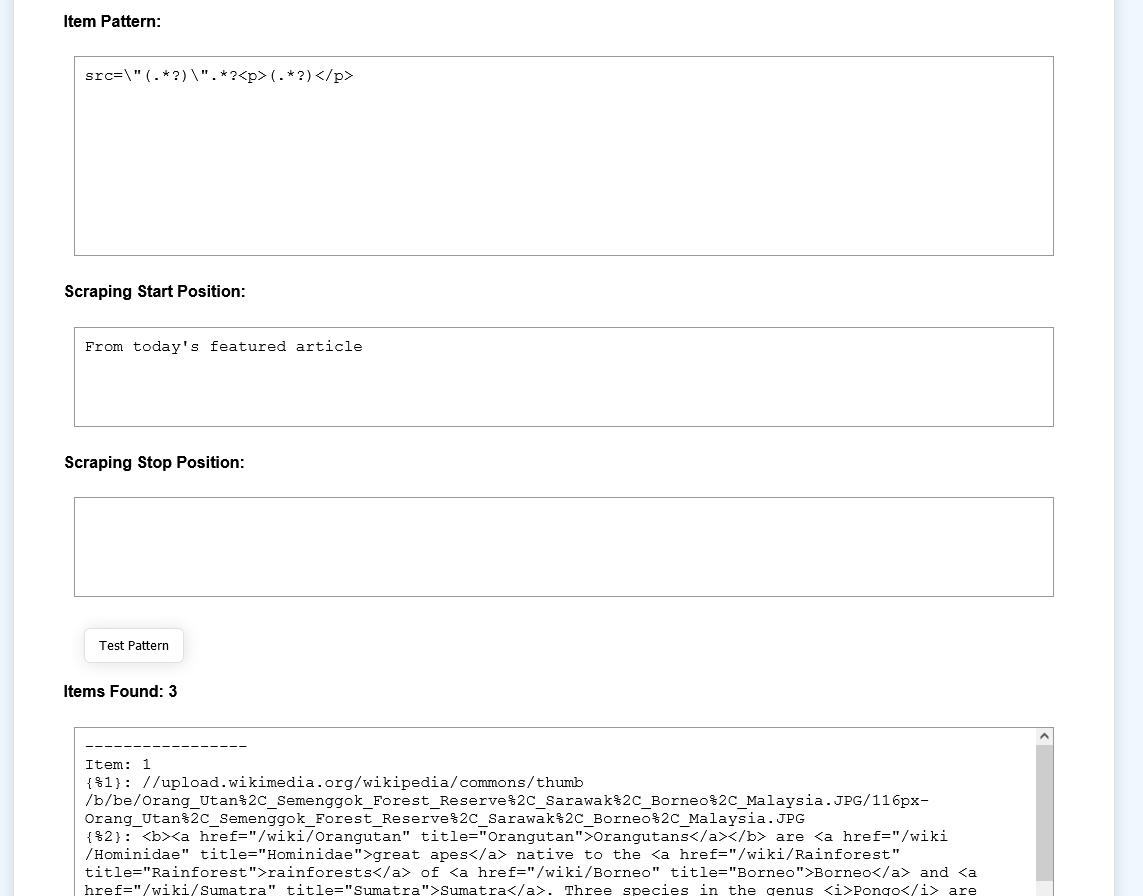 Item Pattern:
src=\"(.*?)\".*?<p>(.*?)</p>
Scraping Start Position:
From today's featured article
Scraping Stop Position:
Test Pattern
Items Found: 3
-----------------
Item: 1
{%1}: //upload.wikimedia.org/wikipedia/commons/thumb
/b/be/Orang_Utan%2C_Semenggok_Forest_Reserve%2C_Sarawak%2C_Borneo%2C_Malaysia.JPG/116px-
Orang_Utan%2C_Semenggok_Forest_Reserve%2C_Sarawak%2C_Borneo%2C_Malaysia.JPG
{%2}: <b><a href="/wiki/Orangutan" title="Orangutan">Orangutans</a></b> are <a href="/wiki
/Hominidae" title="Hominidae">great apes</a> native to the <a href="/wiki/Rainforest"
title="Rainforest">rainforests</a> of <a href="/wiki/Borneo" title="Borneo">Borneo</a> and <a
href="/wiki/Sumatra" title="Sumatra">Sumatra</a>. Three species in the genus <i>Pongo</i> are